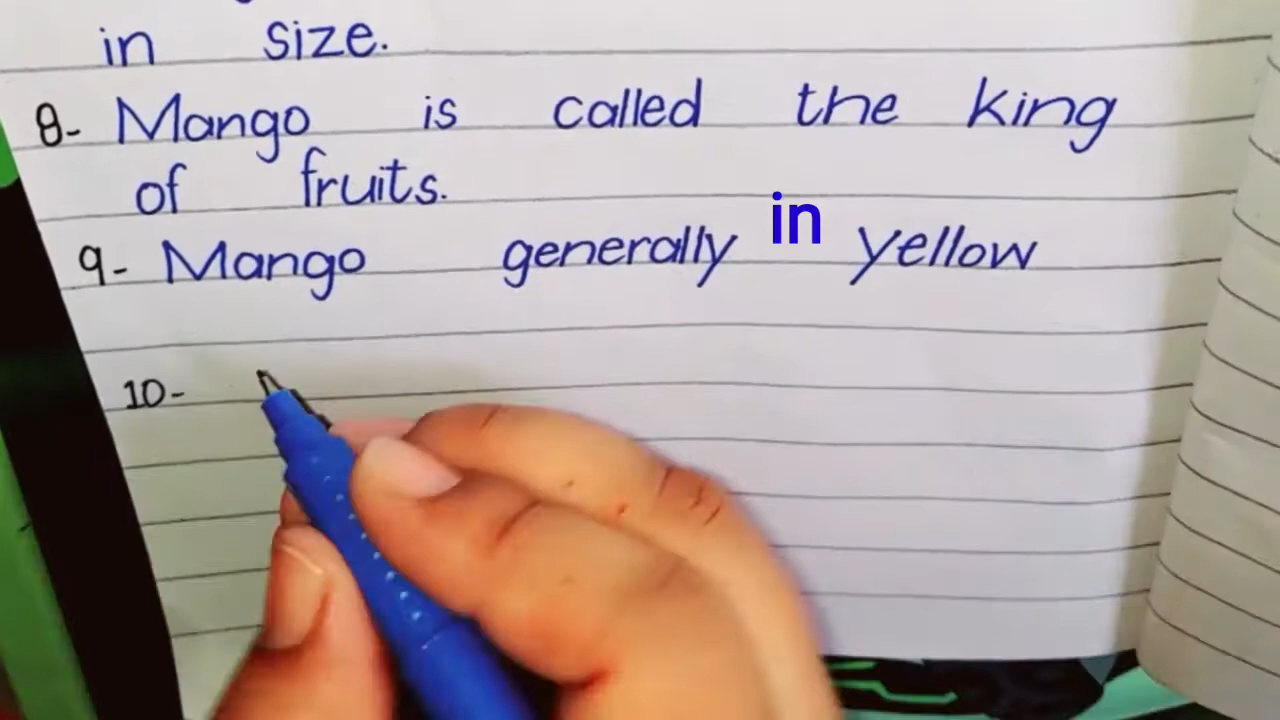 in size.
8- Mango is called the king
of fruits.
9- Mango generally in yellow
10-